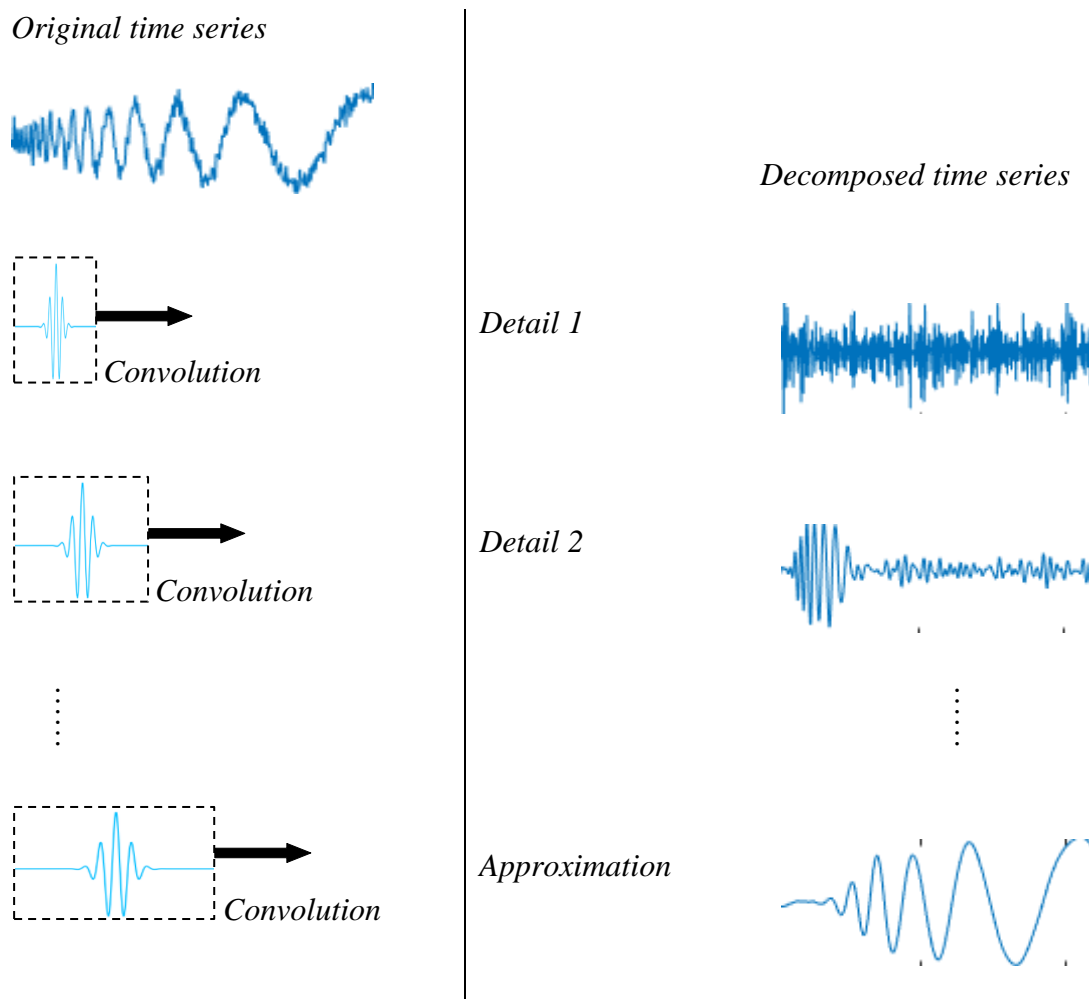 Original time series
Decomposed time series
Convolution
Detail 1
Convolution
Detail 2
Convolution
Approximation